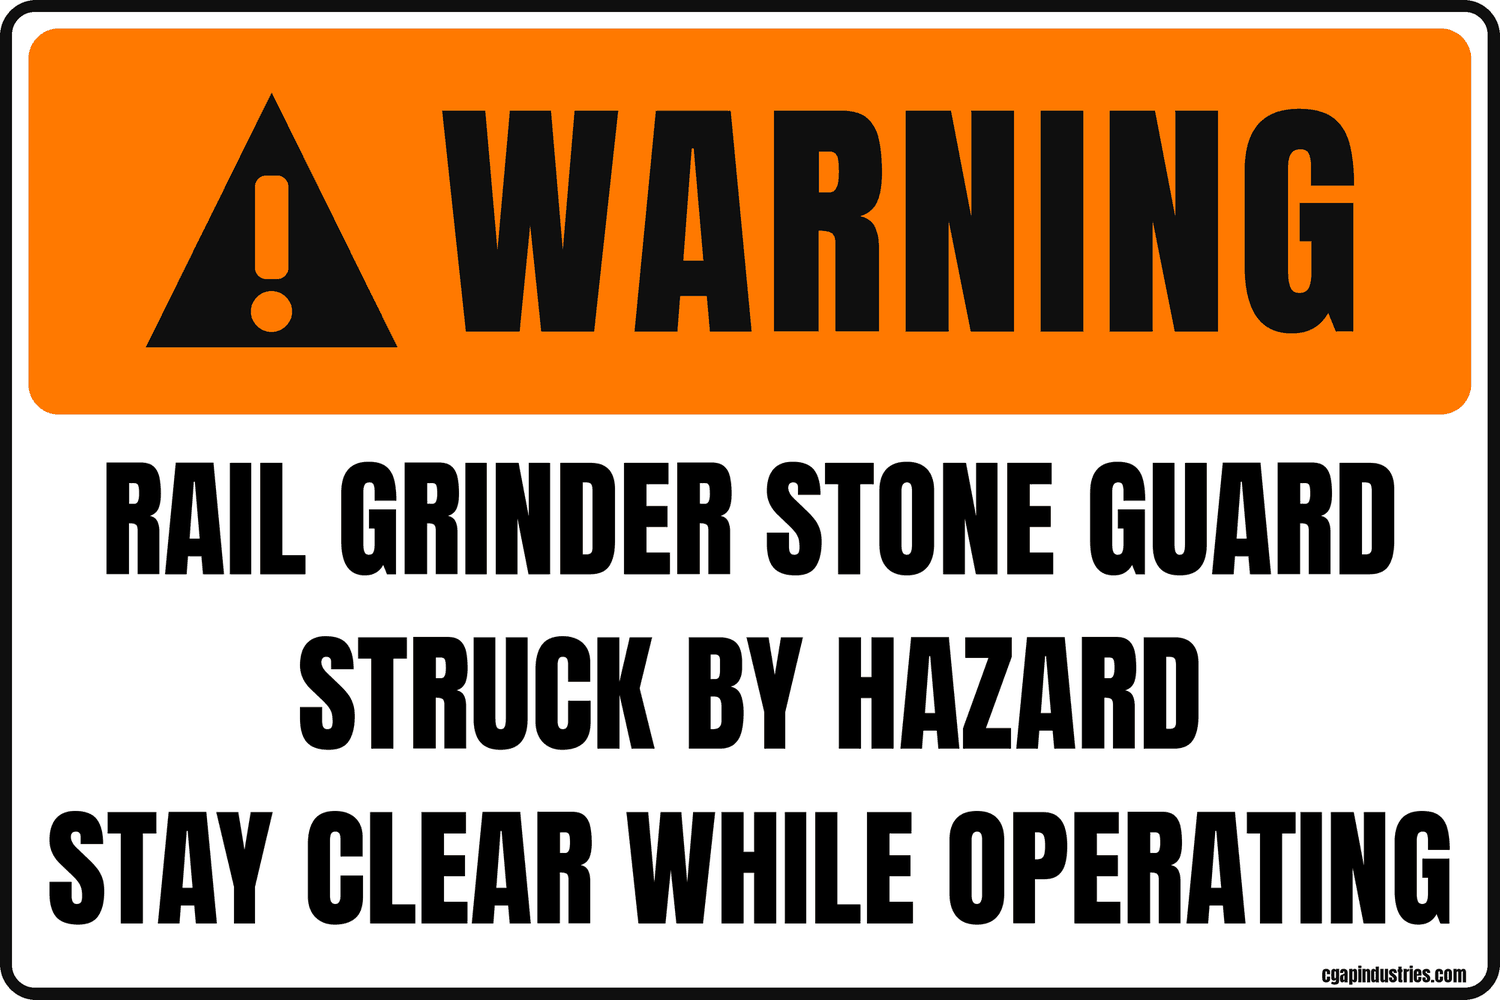 WARNING
RAIL GRINDER STONE GUARD
STRUCK BY HAZARD
STAY CLEAR WHILE OPERATING
cgapindustries.com